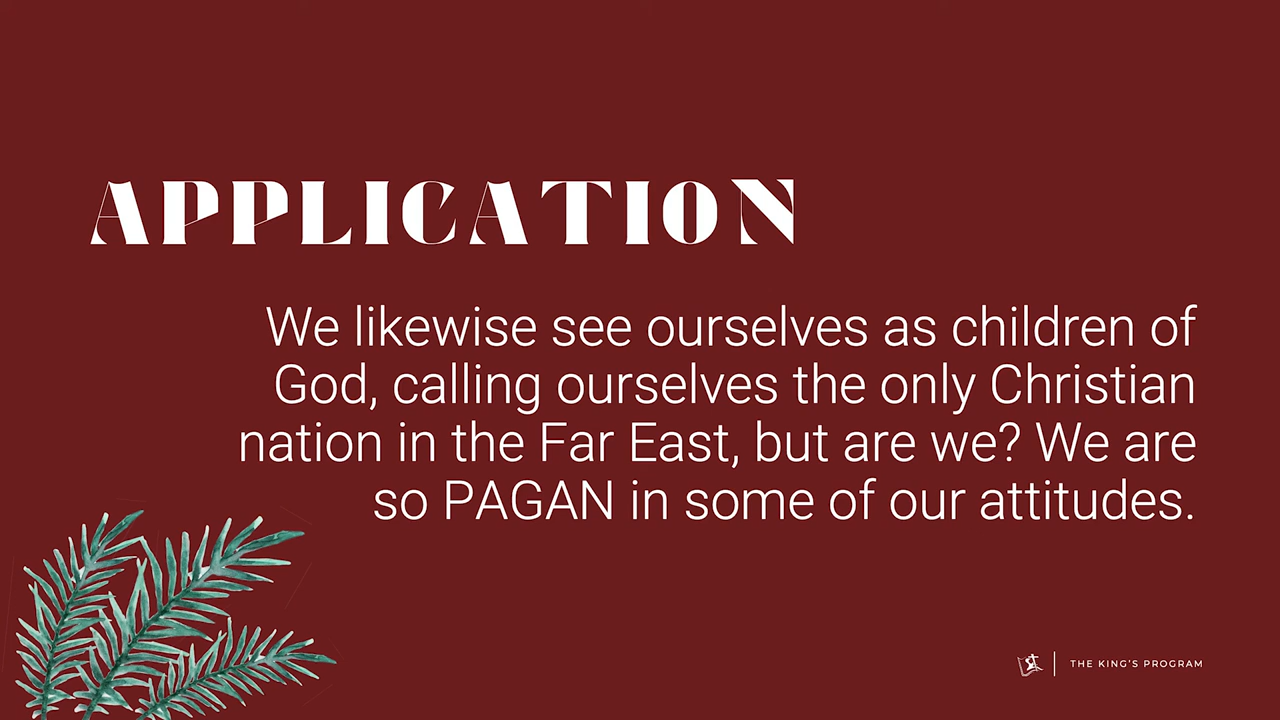 APPLICATION
We likewise see ourselves as children of
God, calling ourselves the only Christian
nation in the Far East, but are we? We are
so PAGAN in some of our attitudes.
THE KING'S PROGRAM